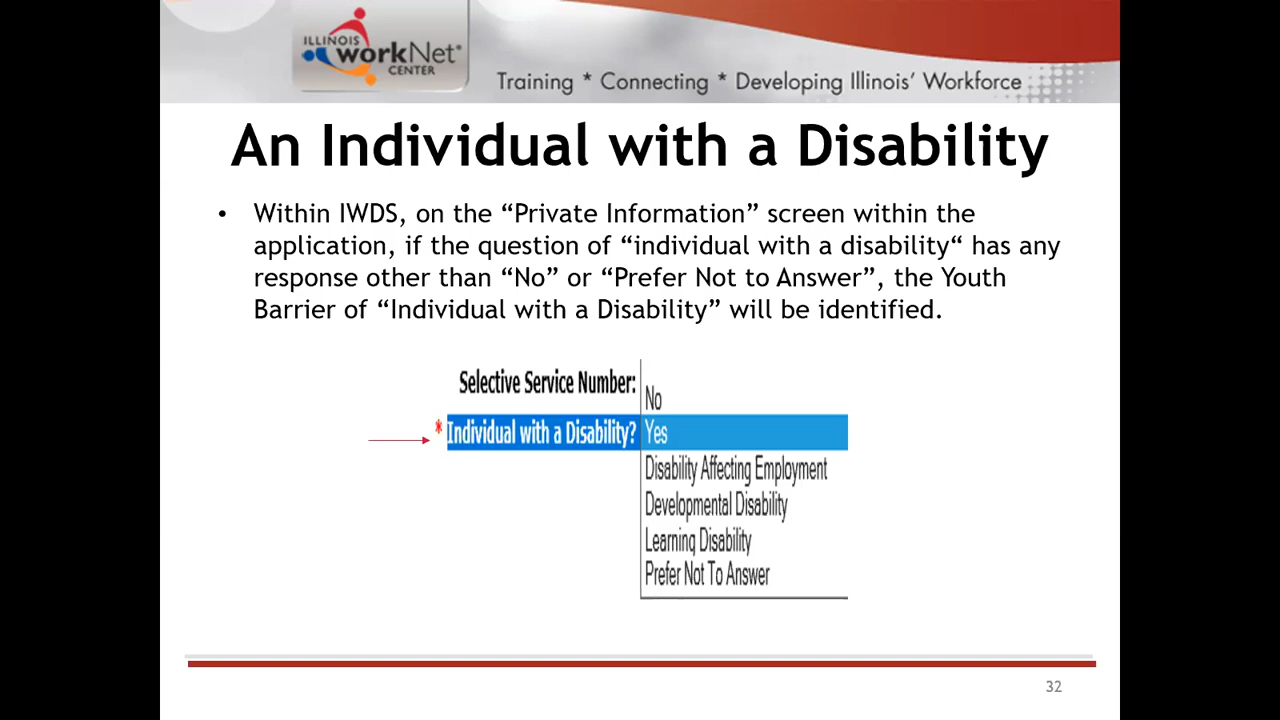 ILLINOIS
workNet®
CENTER
Training * Connecting * Developing Illinois’ Workforce
An Individual with a Disability
• Within IWDS, on the “Private Information” screen within the
application, if the question of “individual with a disability“ has any
response other than “No” or “Prefer Not to Answer”, the Youth
Barrier of “Individual with a Disability” will be identified.
Selective Service Number:
No
* Individual with a Disability? Yes
Disability Affecting Employment
Developmental Disability
Learning Disability
Prefer Not To Answer
32